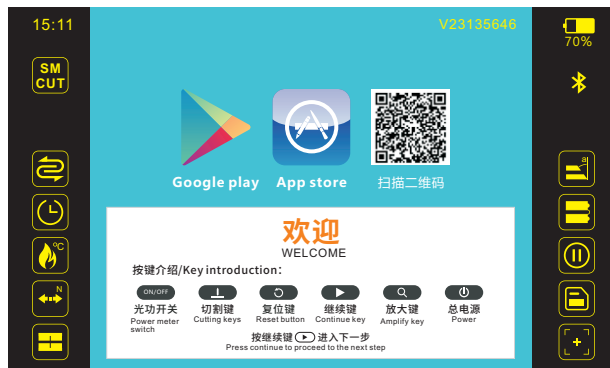 15:11
V23135646
70%
SM
CUT
Google play
App store
扫描二维码
°C
N
a
欢迎
WELCOME
按键介绍/Key introduction:
ON/OFF
光功开关
Power meter
switch
切割键
Cutting keys
复位键
Reset button
继续键
Continue key
放大键
Amplify key
总电源
Power
按继续键 进入下一步
Press continue to proceed to the next step